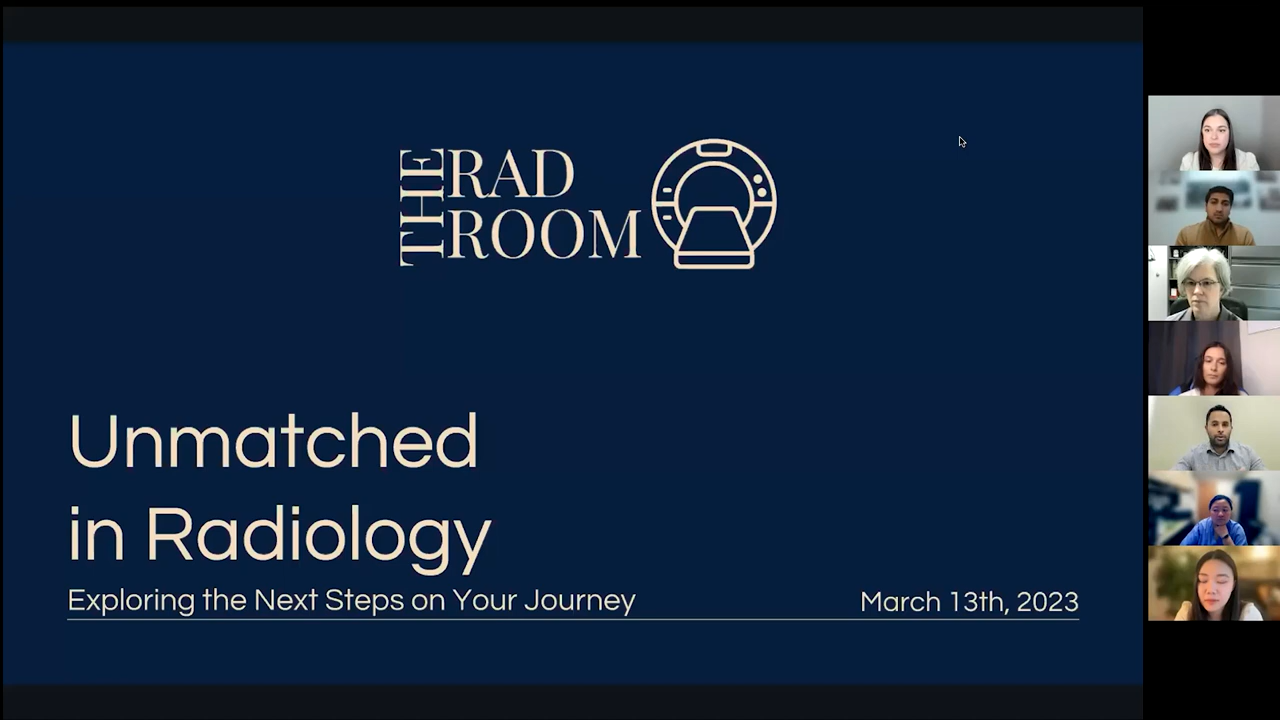 THE
RAD
ROOM
Unmatched
in Radiology
Exploring the Next Steps on Your Journey
March 13th, 2023